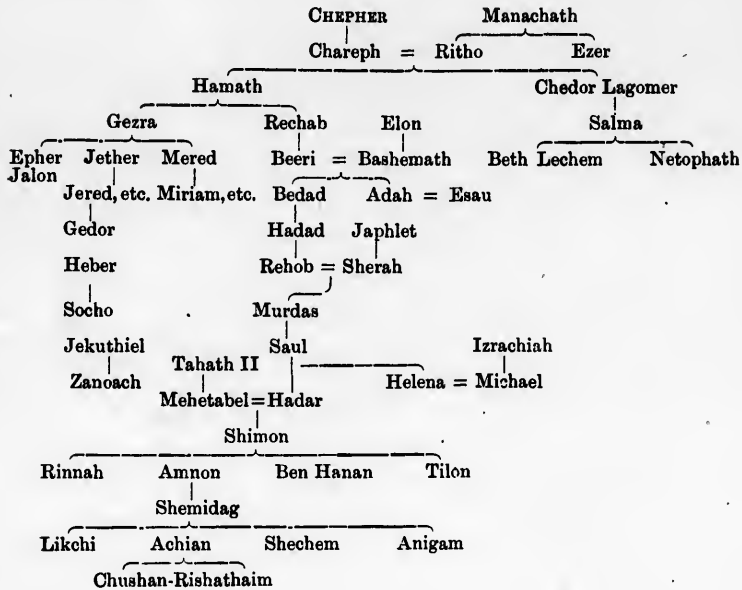 CHEPHER Manachath
Chareph = Ritho Ezer
Hamath Chedor Lagomer
Gezra Rechab Elon Salma
Epher Jether Mered Beeri = Bashemath Beth Lechem Netophath
Jalon
Jered, etc. Miriam, etc. Bedad Adah = Esau
Gedor Hadad Japhlet
Heber Rehob = Sherah
Socho Murdas
Jekuthiel Saul Izrachiah
Tahath II
Zanoach Helena = Michael
Mehetabel = Hadar
Shimon
Rinnah Amnon Ben Hanan Tilon
Shemidag
Likchi Achian Shechem Anigam
Chushan-Rishathaim